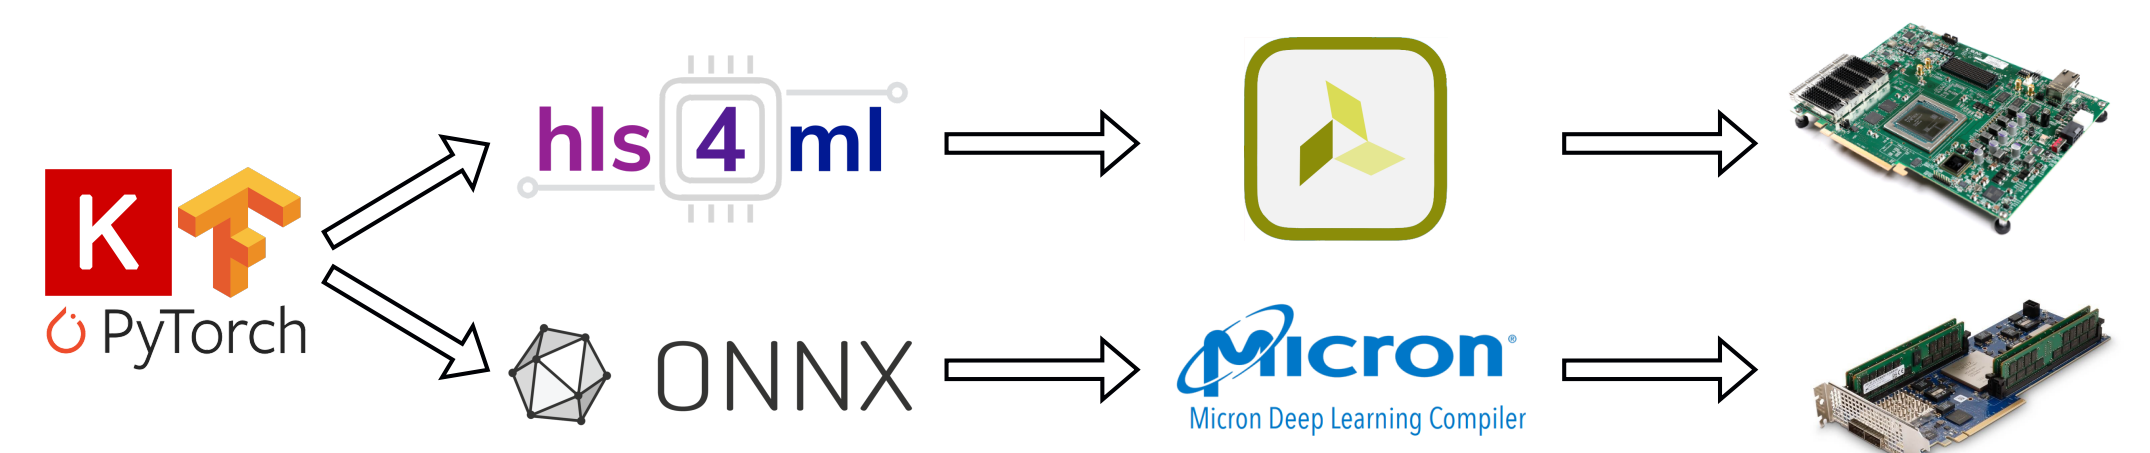 K
PyTorch
hls 4 ml
ONNX
Micron®
Micron Deep Learning Compiler